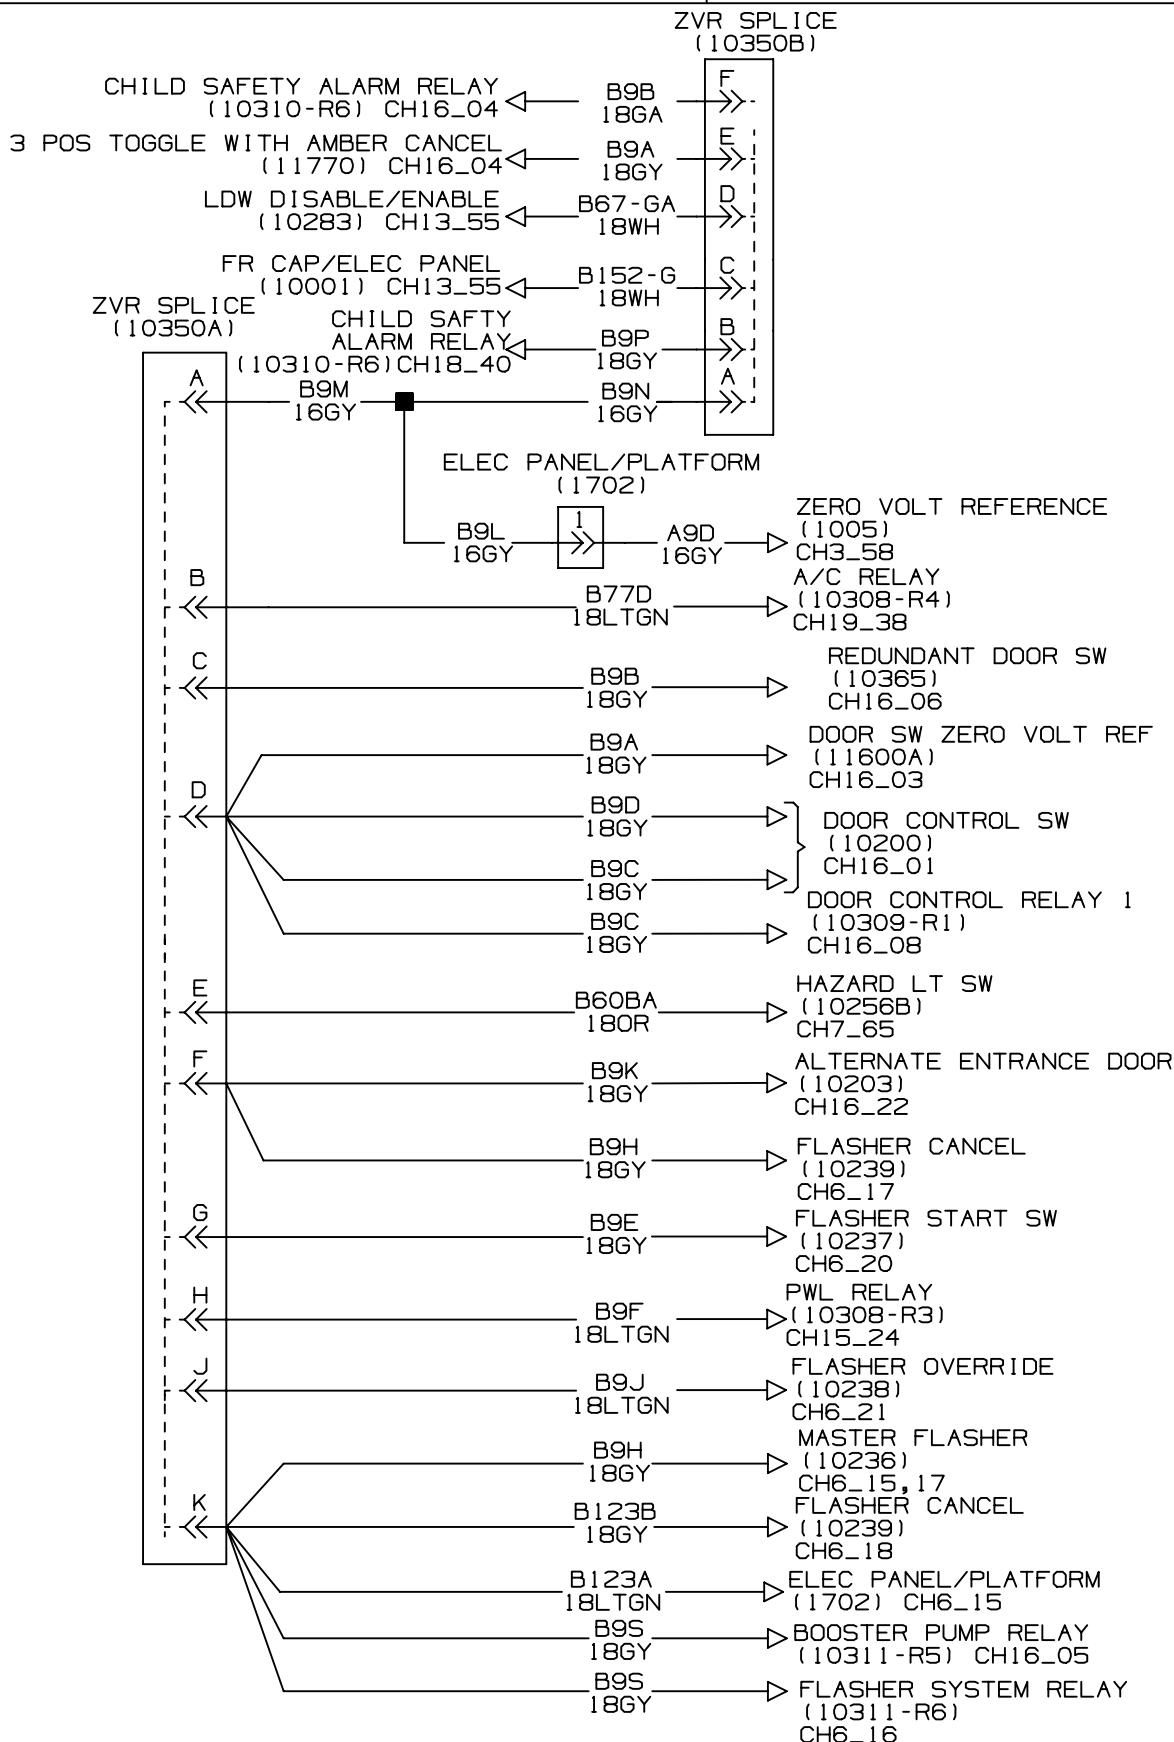 ZVR SPLICE
(10350B)
CHILD SAFETY ALARM RELAY
(10310-R6) CH16_04
B9B
18GA
F
3 POS TOGGLE WITH AMBER CANCEL
(11770) CH16_04
B9A
18GY
E
LDW DISABLE/ENABLE
(10283) CH13_55
B67-GA
18WH
D
FR CAP/ELEC PANEL
(10001) CH13_55
B152-G
18WH
C
ZVR SPLICE
(10350A)
CHILD SAFTY
ALARM RELAY
(10310-R6)CH18_40
B9P
18GY
B
A
B9M
16GY
B9N
16GY
A
ELEC PANEL/PLATFORM
(1702)
1
B9L
16GY
A9D
16GY
ZERO VOLT REFERENCE
(1005)
CH3_58
B
B77D
18LTGN
A/C RELAY
(10308-R4)
CH19_38
C
B9B
18GY
REDUNDANT DOOR SW
(10365)
CH16_06
B9A
18GY
DOOR SW ZERO VOLT REF
(11600A)
CH16_03
D
B9D
18GY
DOOR CONTROL SW
(10200)
CH16_01
B9C
18GY
B9C
18GY
DOOR CONTROL RELAY 1
(10309-R1)
CH16_08
E
B60BA
18OR
HAZARD LT SW
(10256B)
CH7_65
F
B9K
18GY
ALTERNATE ENTRANCE DOOR
(10203)
CH16_22
B9H
18GY
FLASHER CANCEL
(10239)
CH6_17
G
B9E
18GY
FLASHER START SW
(10237)
CH6_20
H
B9F
18LTGN
PWL RELAY
(10308-R3)
CH15_24
J
B9J
18LTGN
FLASHER OVERRIDE
(10238)
CH6_21
B9H
18GY
MASTER FLASHER
(10236)
CH6_15,17
K
B123B
18GY
FLASHER CANCEL
(10239)
CH6_18
B123A
18LTGN
ELEC PANEL/PLATFORM
(1702) CH6_15
B9S
18GY
BOOSTER PUMP RELAY
(10311-R5) CH16_05
B9S
18GY
FLASHER SYSTEM RELAY
(10311-R6)
CH6_16